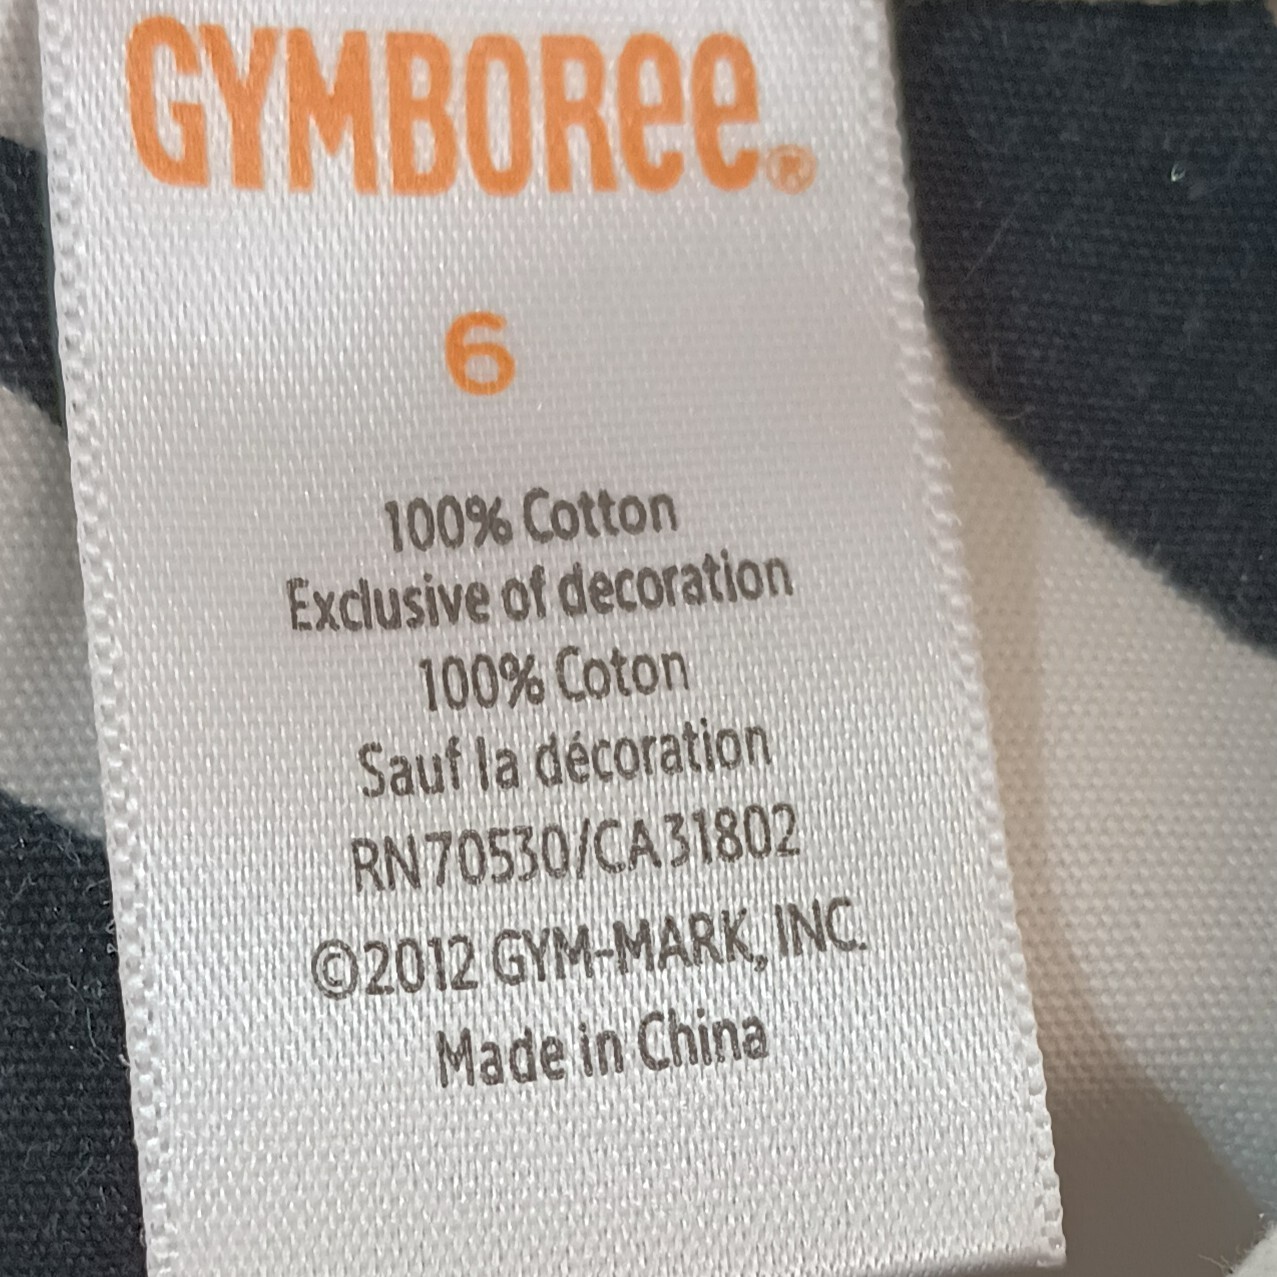 GYMBOREE®
6
100% Cotton
Exclusive of decoration
100% Coton
Sauf la décoration
RN70530/CA31802
©2012 GYM-MARK, INC.
Made in China